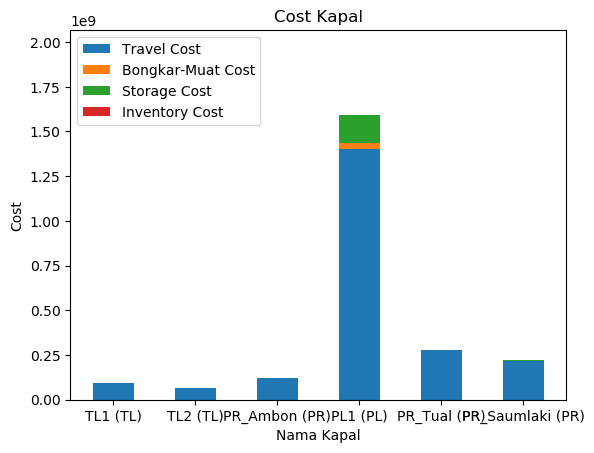 Cost Kapal
1e9
2.00
1.75
1.50
1.25
1.00
0.75
0.50
0.25
0.00
Cost
Travel Cost
Bongkar-Muat Cost
Storage Cost
Inventory Cost
TL1 (TL)
TL2 (TL)
PR_Ambon (PR)
PL1 (PL)
PR_Tual (PR)
PR_Saumlaki (PR)
Nama Kapal